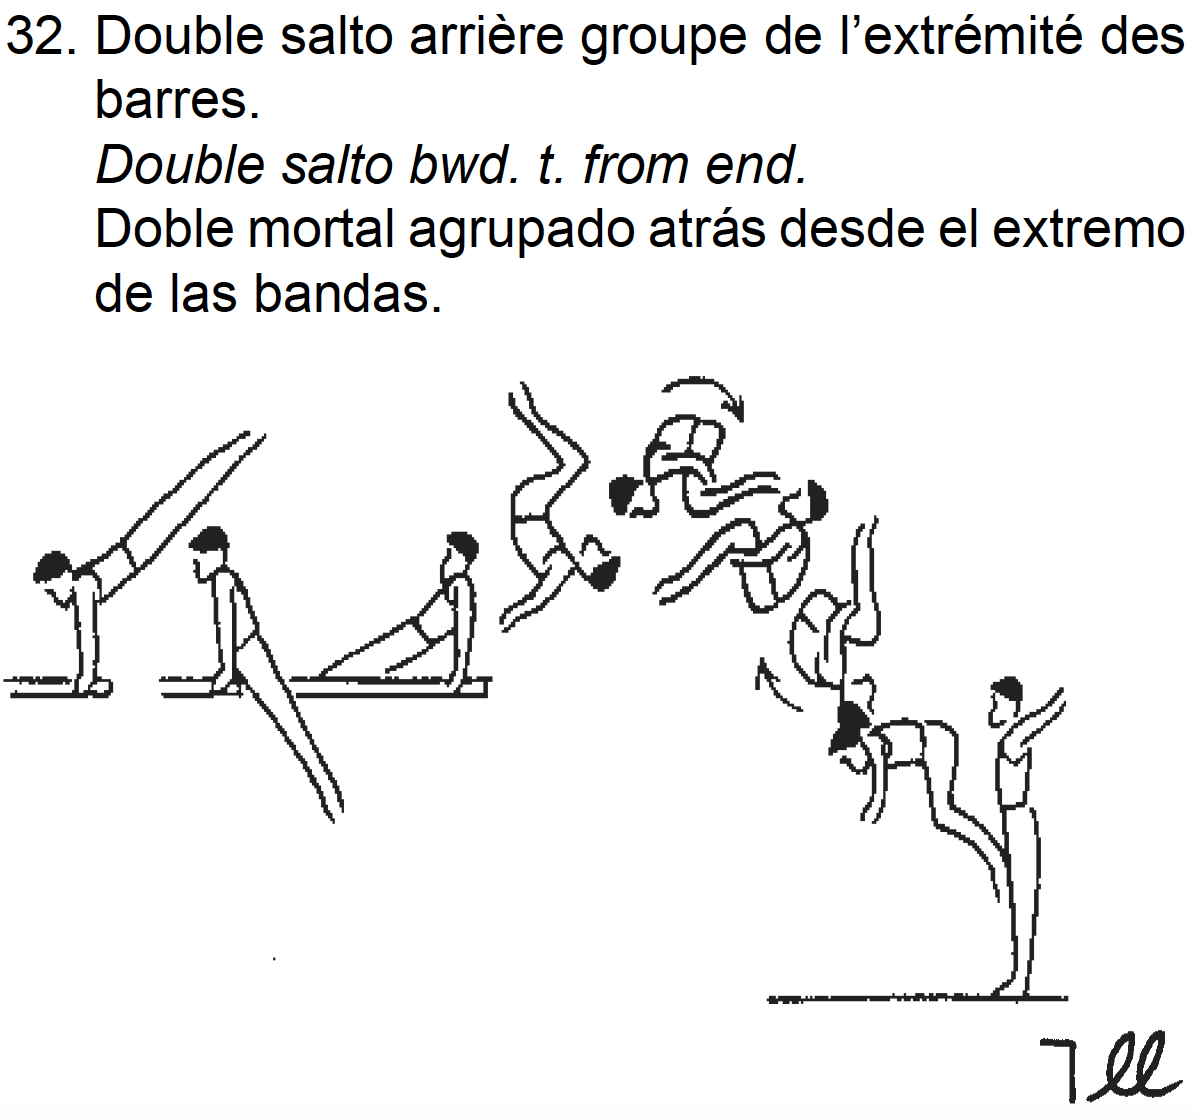 32. Double salto arrière groupe de l’extrémité des
barres.
Double salto bwd. t. from end.
Doble mortal agrupado atrás desde el extremo
de las bandas.